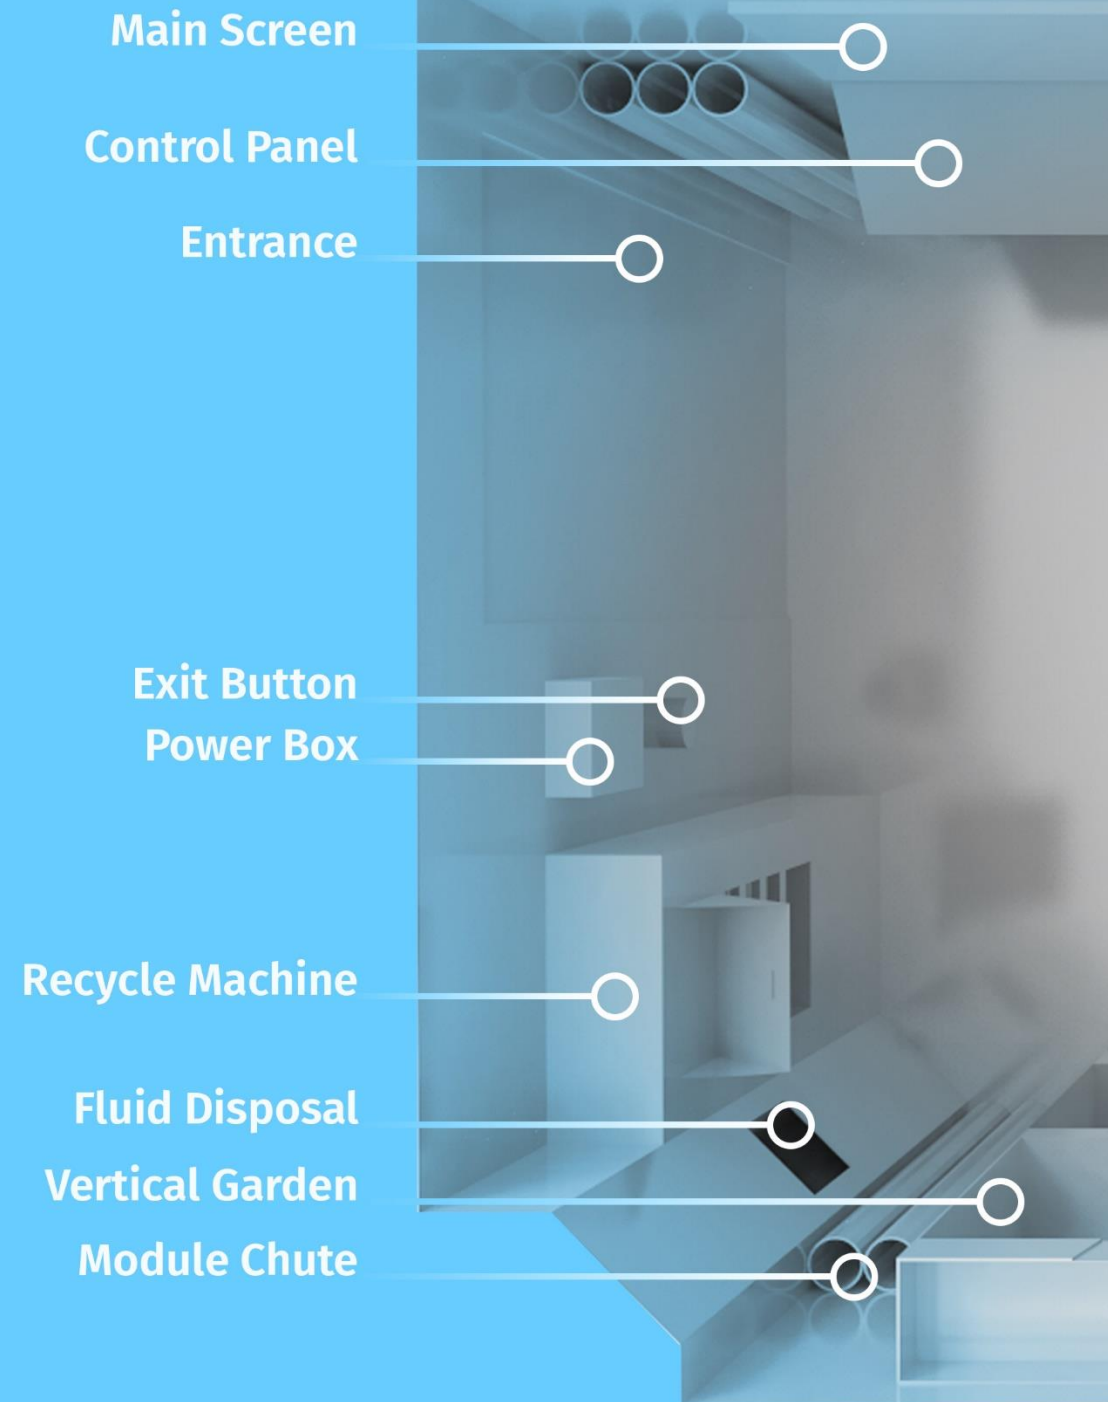 Main Screen
Control Panel
Entrance
Exit Button
Power Box
Recycle Machine
Fluid Disposal
Vertical Garden
Module Chute